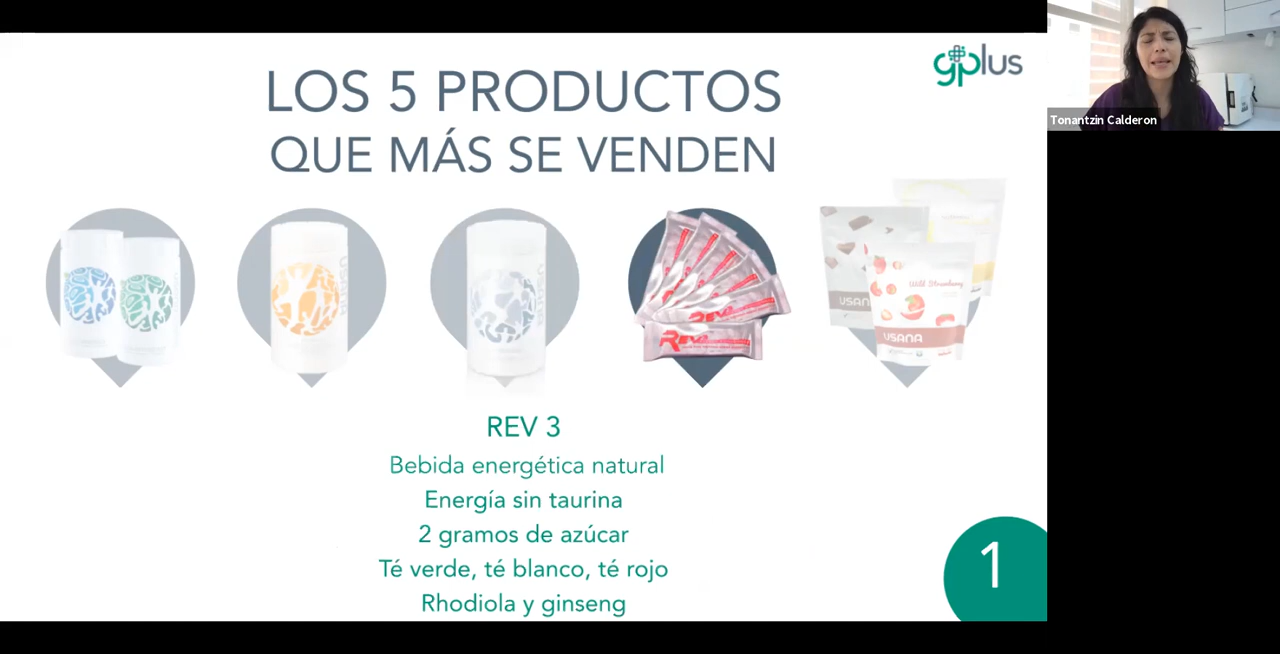 gplus
Tonantzin Calderon
LOS 5 PRODUCTOS
QUE MÁS SE VENDEN
USANA
Wild Strawberry
USANA
REV
REV 3
Bebida energética natural
Energía sin taurina
2 gramos de azúcar
Té verde, té blanco, té rojo
Rhodiola y ginseng
1